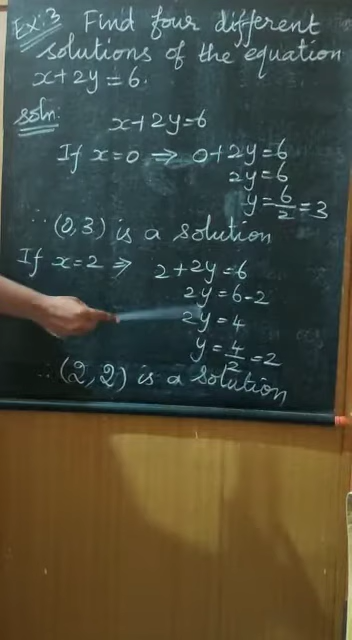 Ex:3 Find four different
solutions of the equation
x+2y=6.
soln:
x+2y=6
If x=0 ⇒ 0+2y=6
2y=6
y=6/2=3
∴ (0,3) is a solution
If x=2 ⇒ 2+2y=6
2y=6-2
2y=4
y=4/2=2
∴ (2,2) is a solution